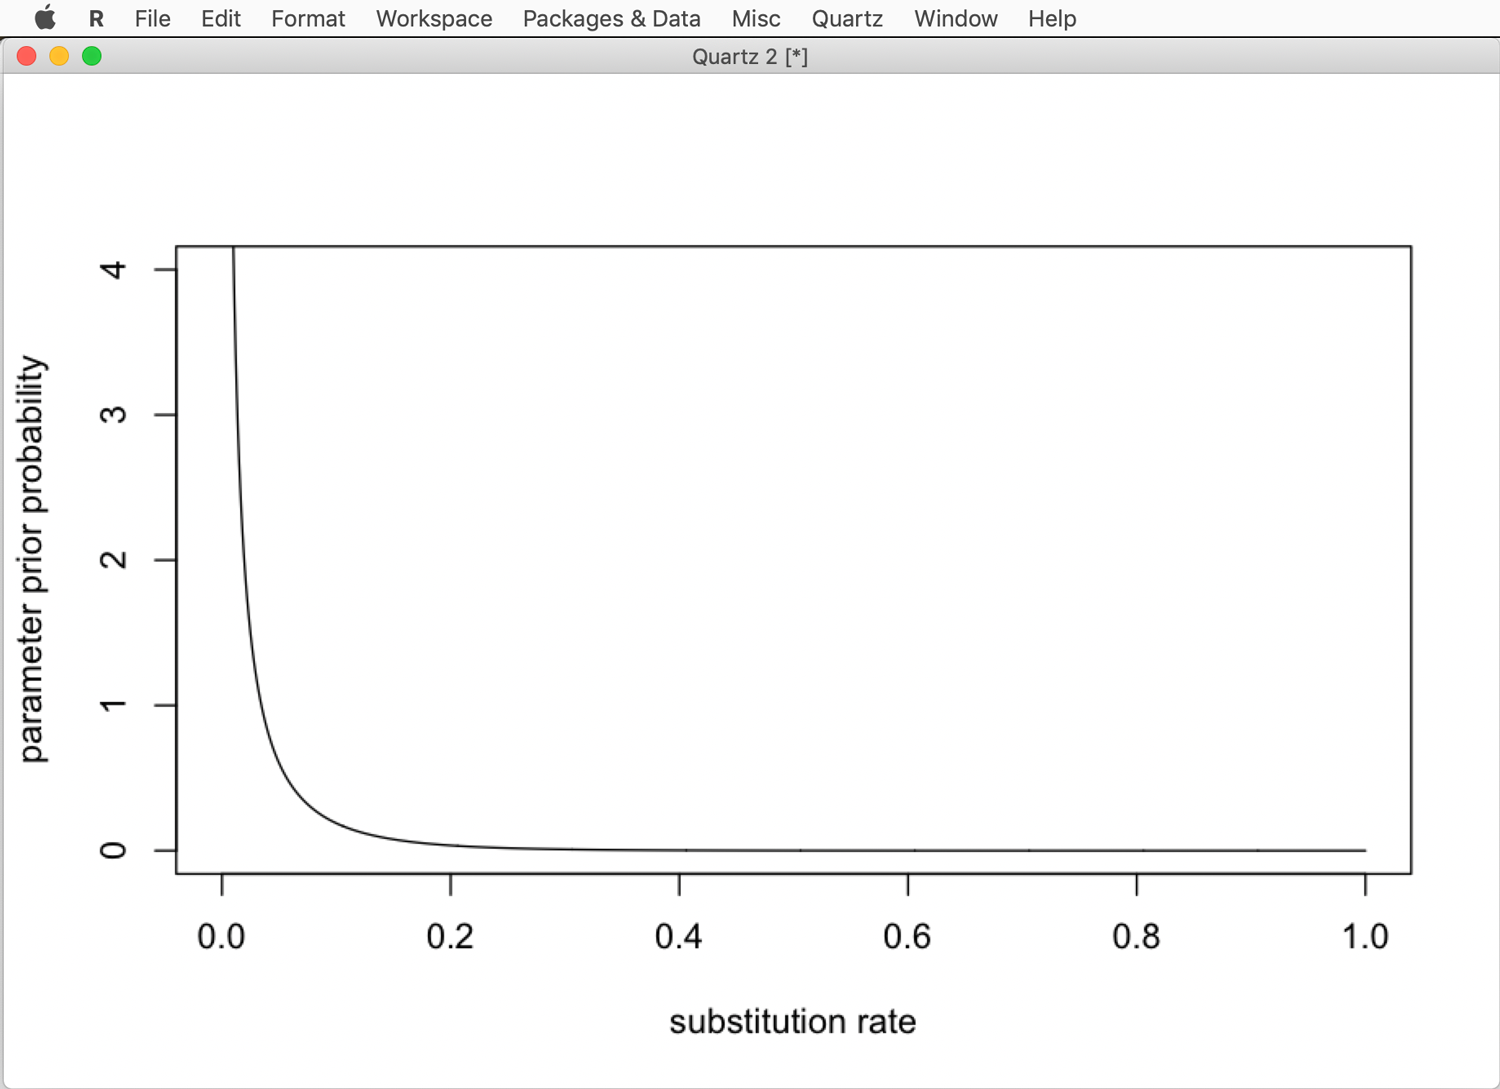 R File Edit Format Workspace Packages & Data Misc Quartz Window Help
Quartz 2 [*]
parameter prior probability
4
3
2
1
0
0.0 0.2 0.4 0.6 0.8 1.0
substitution rate